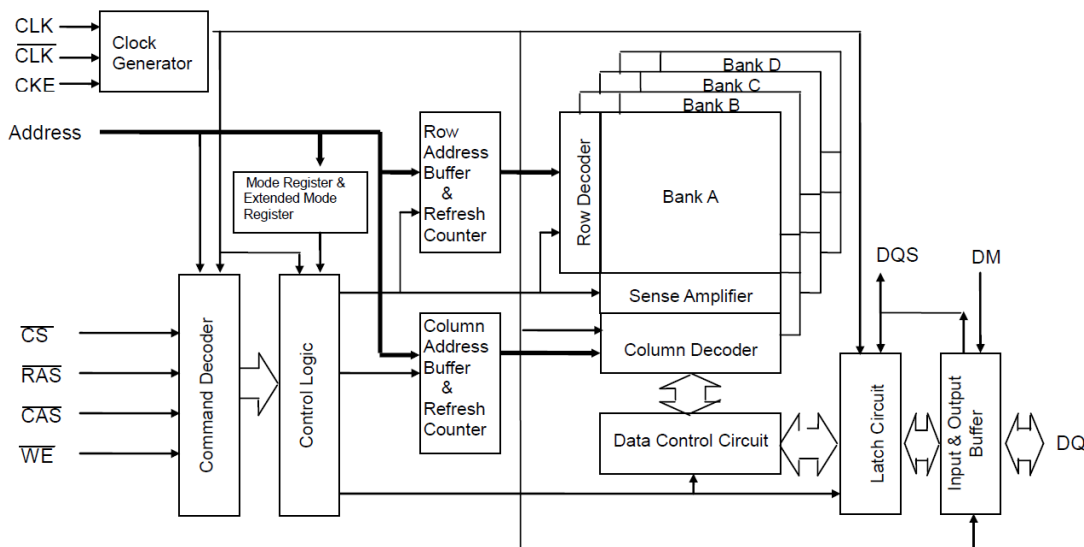 CLK
CLK
CKE
Clock
Generator
Address
Mode Register &
Extended Mode
Register
Row
Address
Buffer
&
Refresh
Counter
Row Decoder
Bank D
Bank C
Bank B
Bank A
Sense Amplifier
Column Decoder
Column
Address
Buffer
&
Refresh
Counter
CS
RAS
CAS
WE
Command Decoder
Control Logic
Data Control Circuit
Latch Circuit
Input & Output
Buffer
DQS
DM
DQ